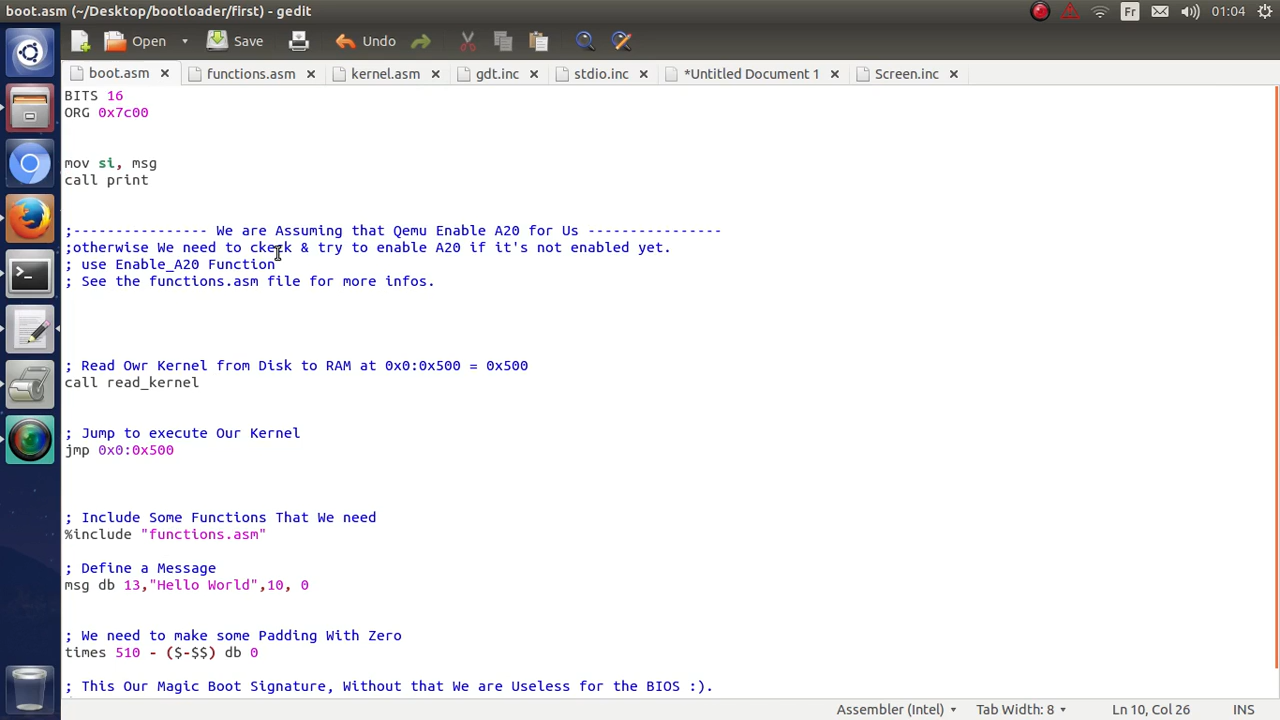 boot.asm (~/Desktop/bootloader/first) - gedit
Fr
01:04
Open
Save
Undo
boot.asm
functions.asm
kernel.asm
gdt.inc
stdio.inc
*Untitled Document 1
Screen.inc
BITS 16
ORG 0x7c00
mov si, msg
call print
;---------------- We are Assuming that Qemu Enable A20 for Us ----------------
;otherwise We need to ckeck & try to enable A20 if it's not enabled yet.
; use Enable_A20 Function
; See the functions.asm file for more infos.
; Read Owr Kernel from Disk to RAM at 0x0:0x500 = 0x500
call read_kernel
; Jump to execute Our Kernel
jmp 0x0:0x500
; Include Some Functions That We need
%include "functions.asm"
; Define a Message
msg db 13,"Hello World",10, 0
; We need to make some Padding With Zero
times 510 - ($-$$) db 0
; This Our Magic Boot Signature, Without that We are Useless for the BIOS :).
Assembler (Intel)
Tab Width: 8
Ln 10, Col 26
INS